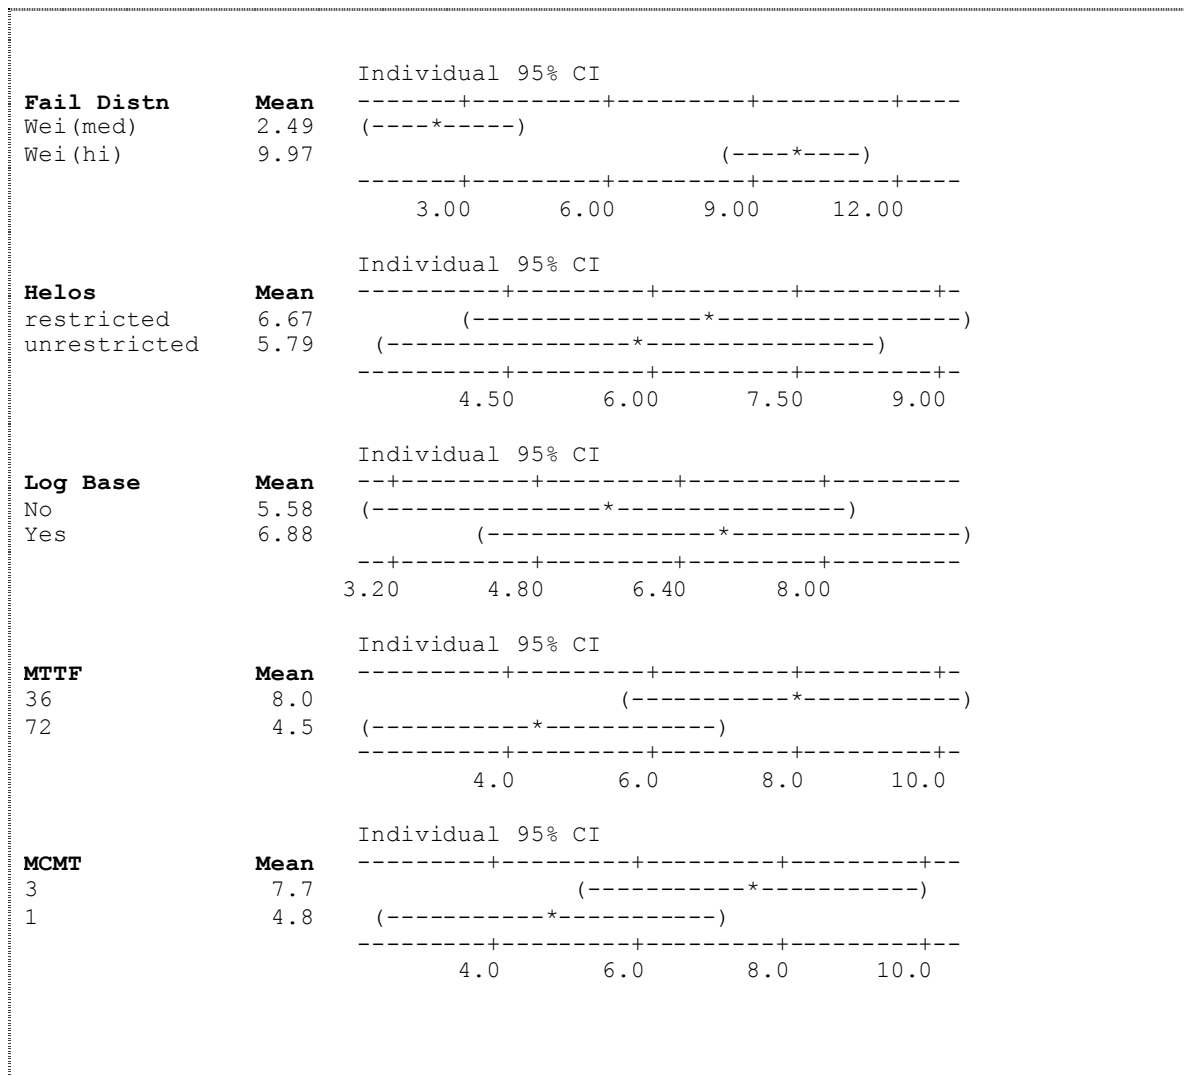 Individual 95% CI
Fail Distn Mean -------+---------+---------+---------+----
Wei(med) 2.49 (----*-----)
Wei(hi) 9.97 (----*----)
-------+---------+---------+---------+----
3.00 6.00 9.00 12.00
Individual 95% CI
Helos Mean ----------+---------+---------+---------+-
restricted 6.67 (----------------*-----------------)
unrestricted 5.79 (-----------------*----------------)
----------+---------+---------+---------+-
4.50 6.00 7.50 9.00
Individual 95% CI
Log Base Mean --+---------+---------+---------+---------
No 5.58 (----------------*----------------)
Yes 6.88 (----------------*----------------)
--+---------+---------+---------+---------
3.20 4.80 6.40 8.00
Individual 95% CI
MTTF Mean ----------+---------+---------+---------+-
36 8.0 (-----------*-----------)
72 4.5 (-----------*------------)
----------+---------+---------+---------+-
4.0 6.0 8.0 10.0
Individual 95% CI
MCMT Mean ---------+---------+---------+---------+--
3 7.7 (-----------*-----------)
1 4.8 (-----------*-----------)
---------+---------+---------+---------+--
4.0 6.0 8.0 10.0